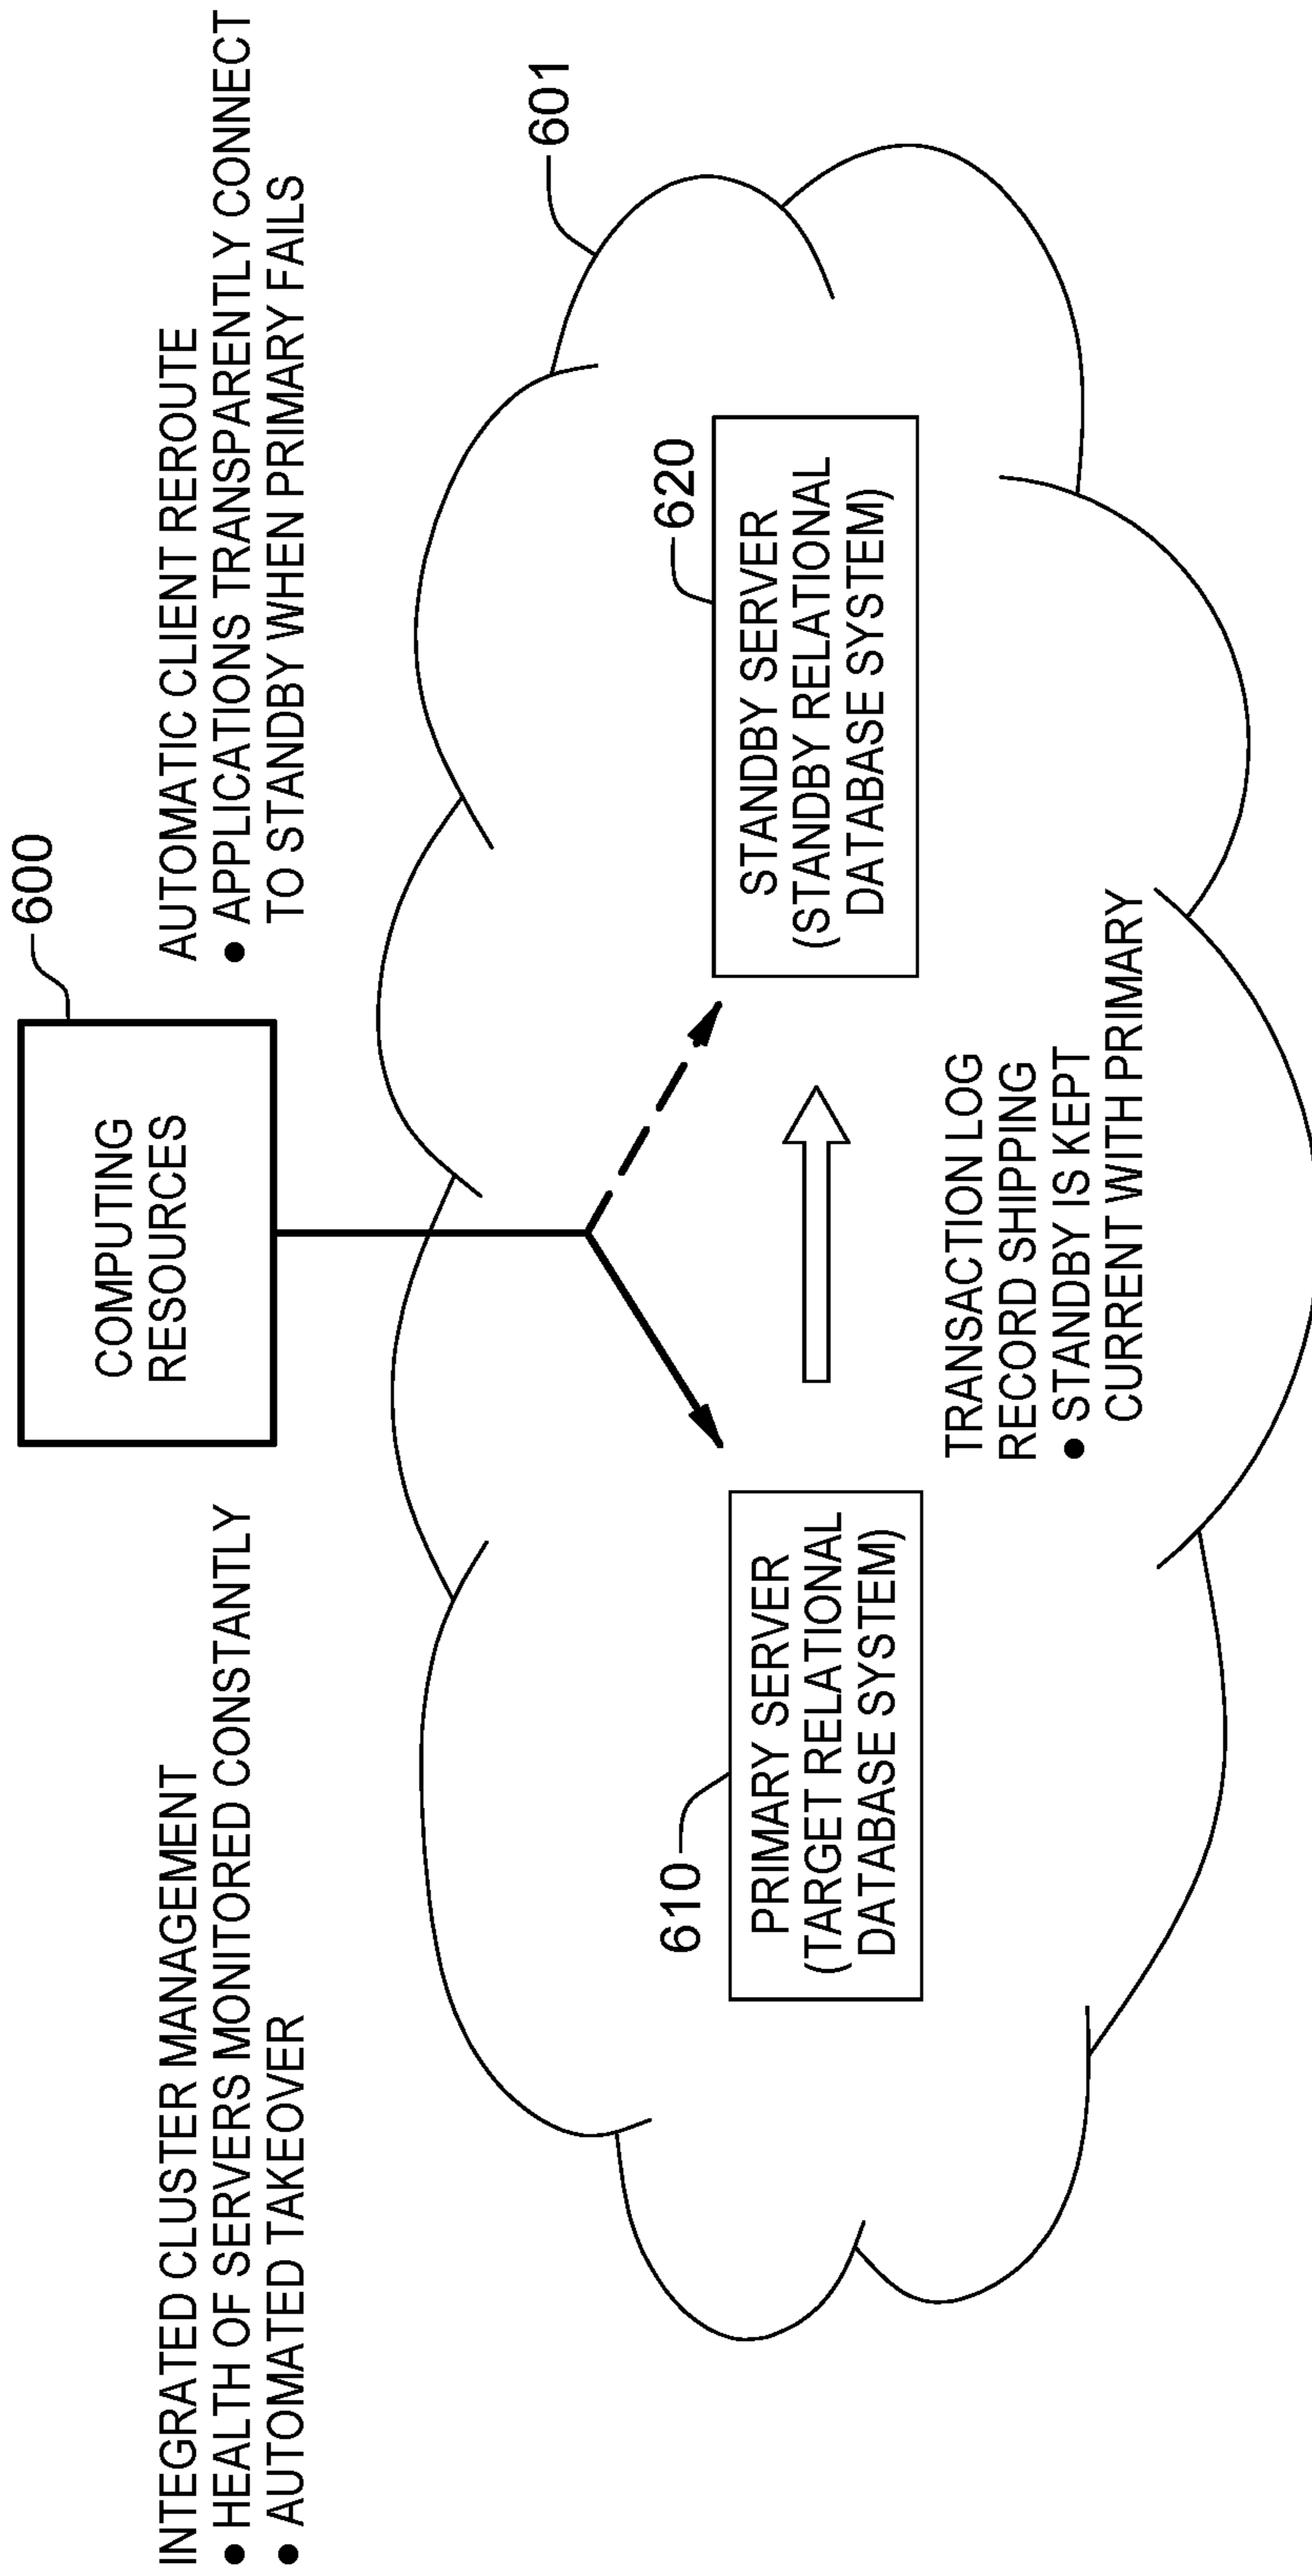 600
COMPUTING
RESOURCES
INTEGRATED CLUSTER MANAGEMENT
● HEALTH OF SERVERS MONITORED CONSTANTLY
● AUTOMATED TAKEOVER
AUTOMATIC CLIENT REROUTE
● APPLICATIONS TRANSPARENTLY CONNECT
TO STANDBY WHEN PRIMARY FAILS
601
610
PRIMARY SERVER
(TARGET RELATIONAL
DATABASE SYSTEM)
620
STANDBY SERVER
(STANDBY RELATIONAL
DATABASE SYSTEM)
TRANSACTION LOG
RECORD SHIPPING
● STANDBY IS KEPT
CURRENT WITH PRIMARY